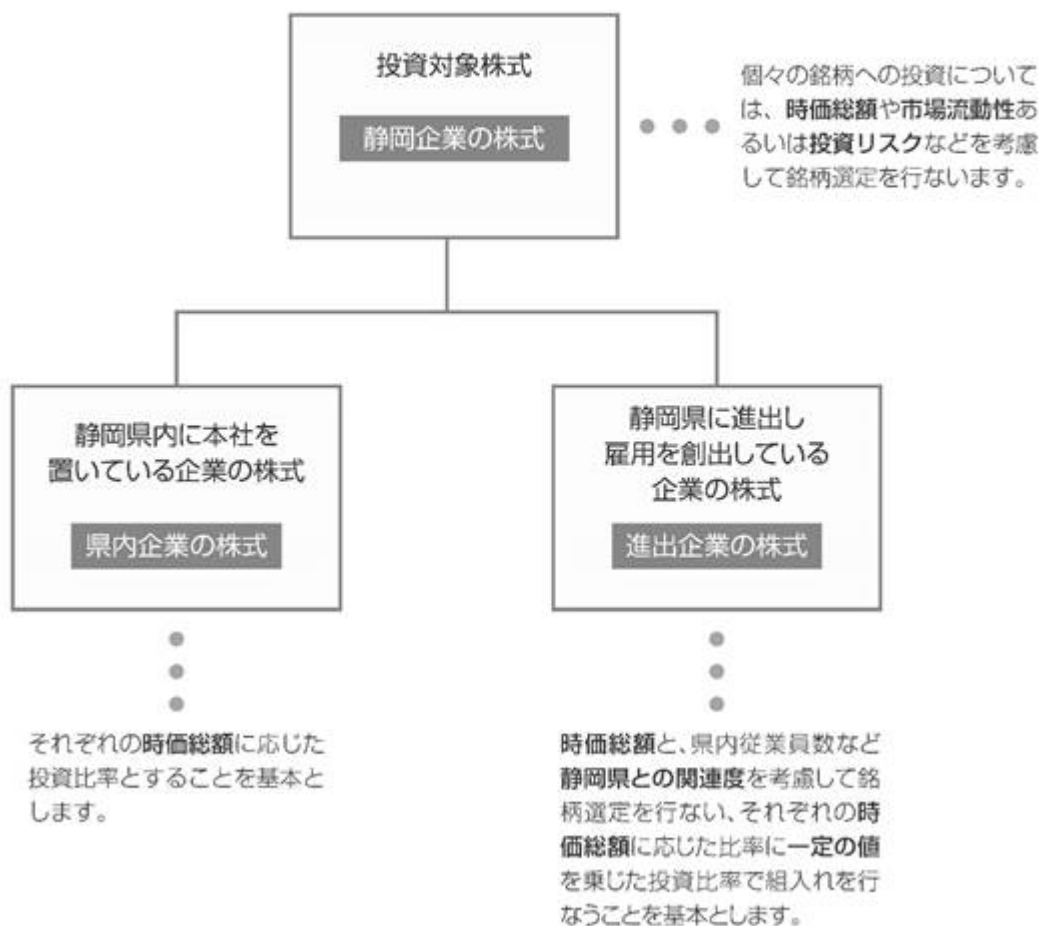 投資対象株式
静岡企業の株式
個々の銘柄への投資について
は、時価総額や市場流動性あ
るいは投資リスクなどを考慮
して銘柄選定を行ないます。
静岡県内に本社を
置いている企業の株式
県内企業の株式
それぞれの時価総額に応じた
投資比率とすることを基本と
します。
静岡県に進出し
雇用を創出している
企業の株式
進出企業の株式
時価総額と、県内従業員数など
静岡県との関連度を考慮して銘
柄選定を行ない、それぞれの時
価総額に応じた比率に一定の値
を乗じた投資比率で組入れを行
なうことを基本とします。